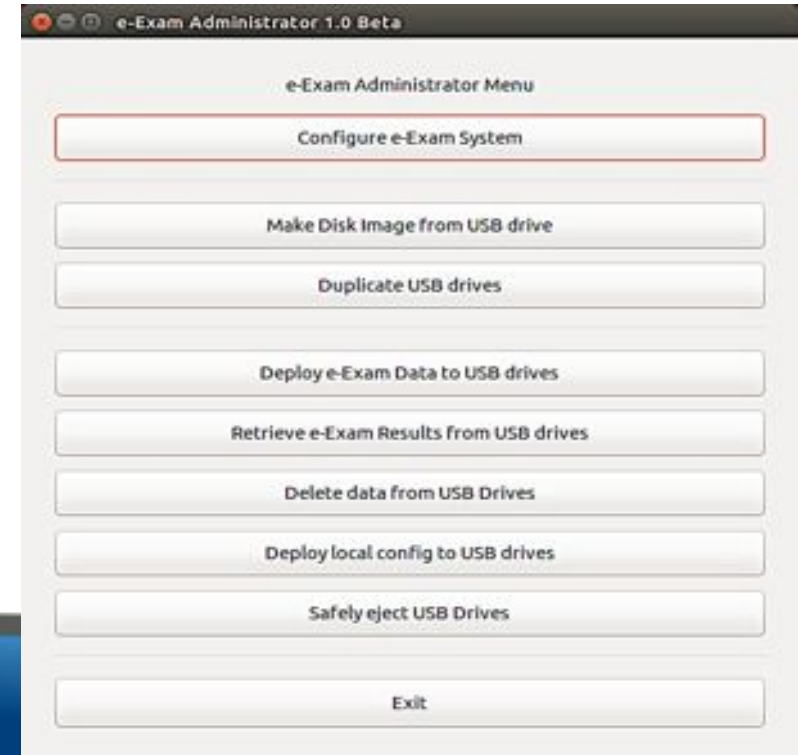 e-Exam Administrator 1.0 Beta
e-Exam Administrator Menu
Configure e-Exam System
Make Disk Image from USB drive
Duplicate USB drives
Deploy e-Exam Data to USB drives
Retrieve e-Exam Results from USB drives
Delete data from USB Drives
Deploy local config to USB drives
Safely eject USB Drives
Exit